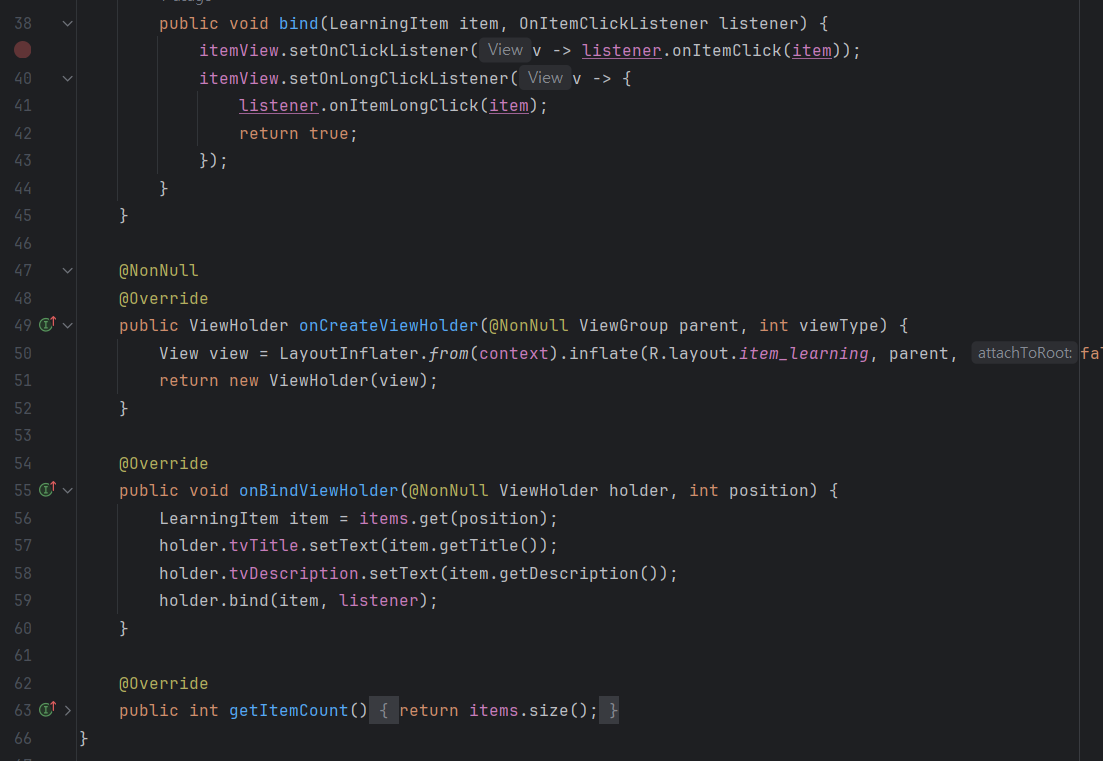 38 public void bind(LearningItem item, OnItemClickListener listener) {
itemView.setOnClickListener( View v -> listener.onItemClick(item));
40 itemView.setOnLongClickListener( View v -> {
41 listener.onItemLongClick(item);
42 return true;
43 });
44 }
45 }
46
47 @NonNull
48 @Override
49 public ViewHolder onCreateViewHolder(@NonNull ViewGroup parent, int viewType) {
50 View view = LayoutInflater.from(context).inflate(R.layout.item_learning, parent, attachToRoot: fa
51 return new ViewHolder(view);
52 }
53
54 @Override
55 public void onBindViewHolder(@NonNull ViewHolder holder, int position) {
56 LearningItem item = items.get(position);
57 holder.tvTitle.setText(item.getTitle());
58 holder.tvDescription.setText(item.getDescription());
59 holder.bind(item, listener);
60 }
61
62 @Override
63 public int getItemCount() { return items.size(); }
66 }